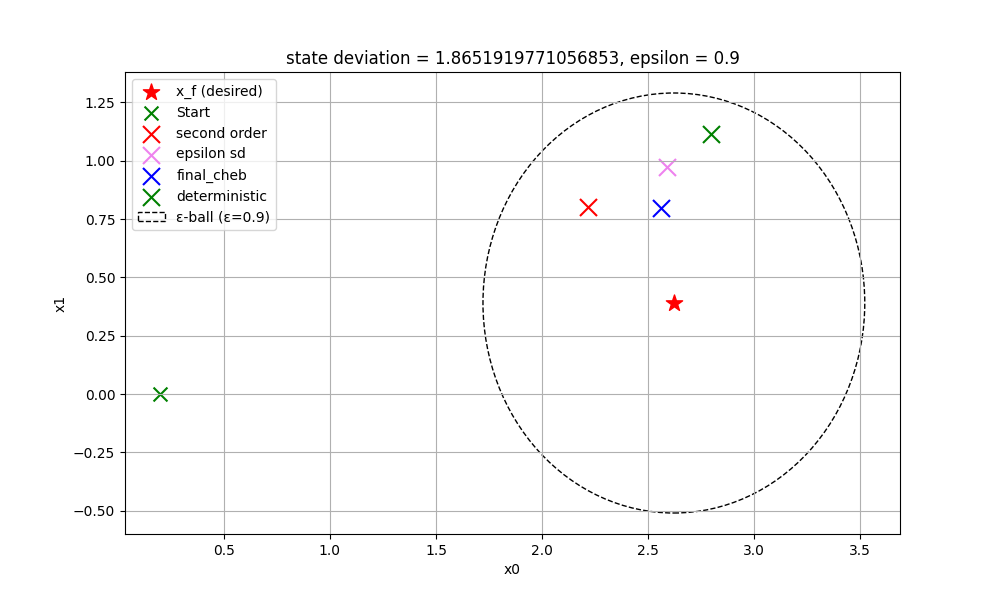 state deviation = 1.8651919771056853, epsilon = 0.9
x_f (desired)
Start
second order
epsilon sd
final_cheb
deterministic
ε-ball (ε=0.9)
1.25
1.00
0.75
0.50
0.25
0.00
−0.25
−0.50
x1
0.5
1.0
1.5
2.0
2.5
3.0
3.5
x0